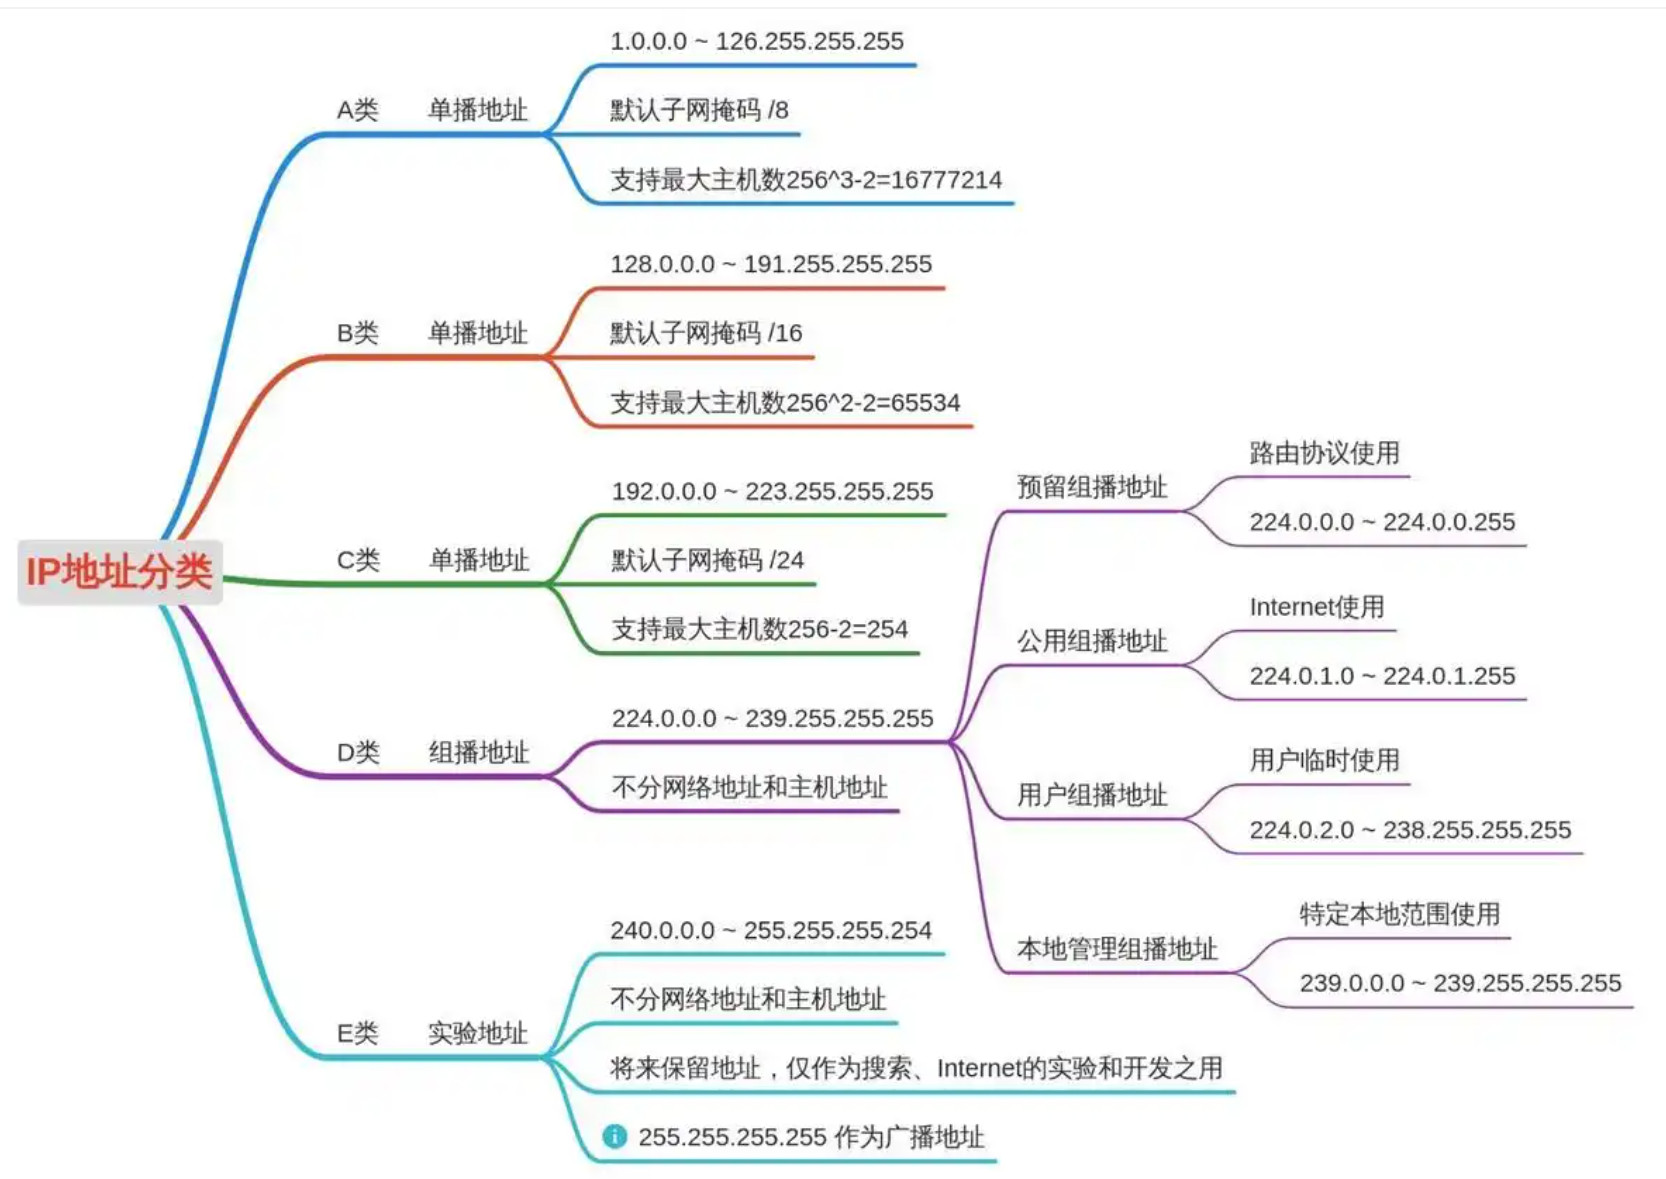 IP地址分类
A类 单播地址
1.0.0.0 ~ 126.255.255.255
默认子网掩码 /8
支持最大主机数256^3-2=16777214
B类 单播地址
128.0.0.0 ~ 191.255.255.255
默认子网掩码 /16
支持最大主机数256^2-2=65534
C类 单播地址
192.0.0.0 ~ 223.255.255.255
默认子网掩码 /24
支持最大主机数256-2=254
D类 组播地址
224.0.0.0 ~ 239.255.255.255
预留组播地址
路由协议使用
224.0.0.0 ~ 224.0.0.255
公用组播地址
Internet使用
224.0.1.0 ~ 224.0.1.255
用户组播地址
用户临时使用
224.0.2.0 ~ 238.255.255.255
本地管理组播地址
特定本地范围使用
239.0.0.0 ~ 239.255.255.255
不分网络地址和主机地址
E类 实验地址
240.0.0.0 ~ 255.255.255.254
不分网络地址和主机地址
将来保留地址，仅作为搜索、Internet的实验和开发之用
255.255.255.255 作为广播地址